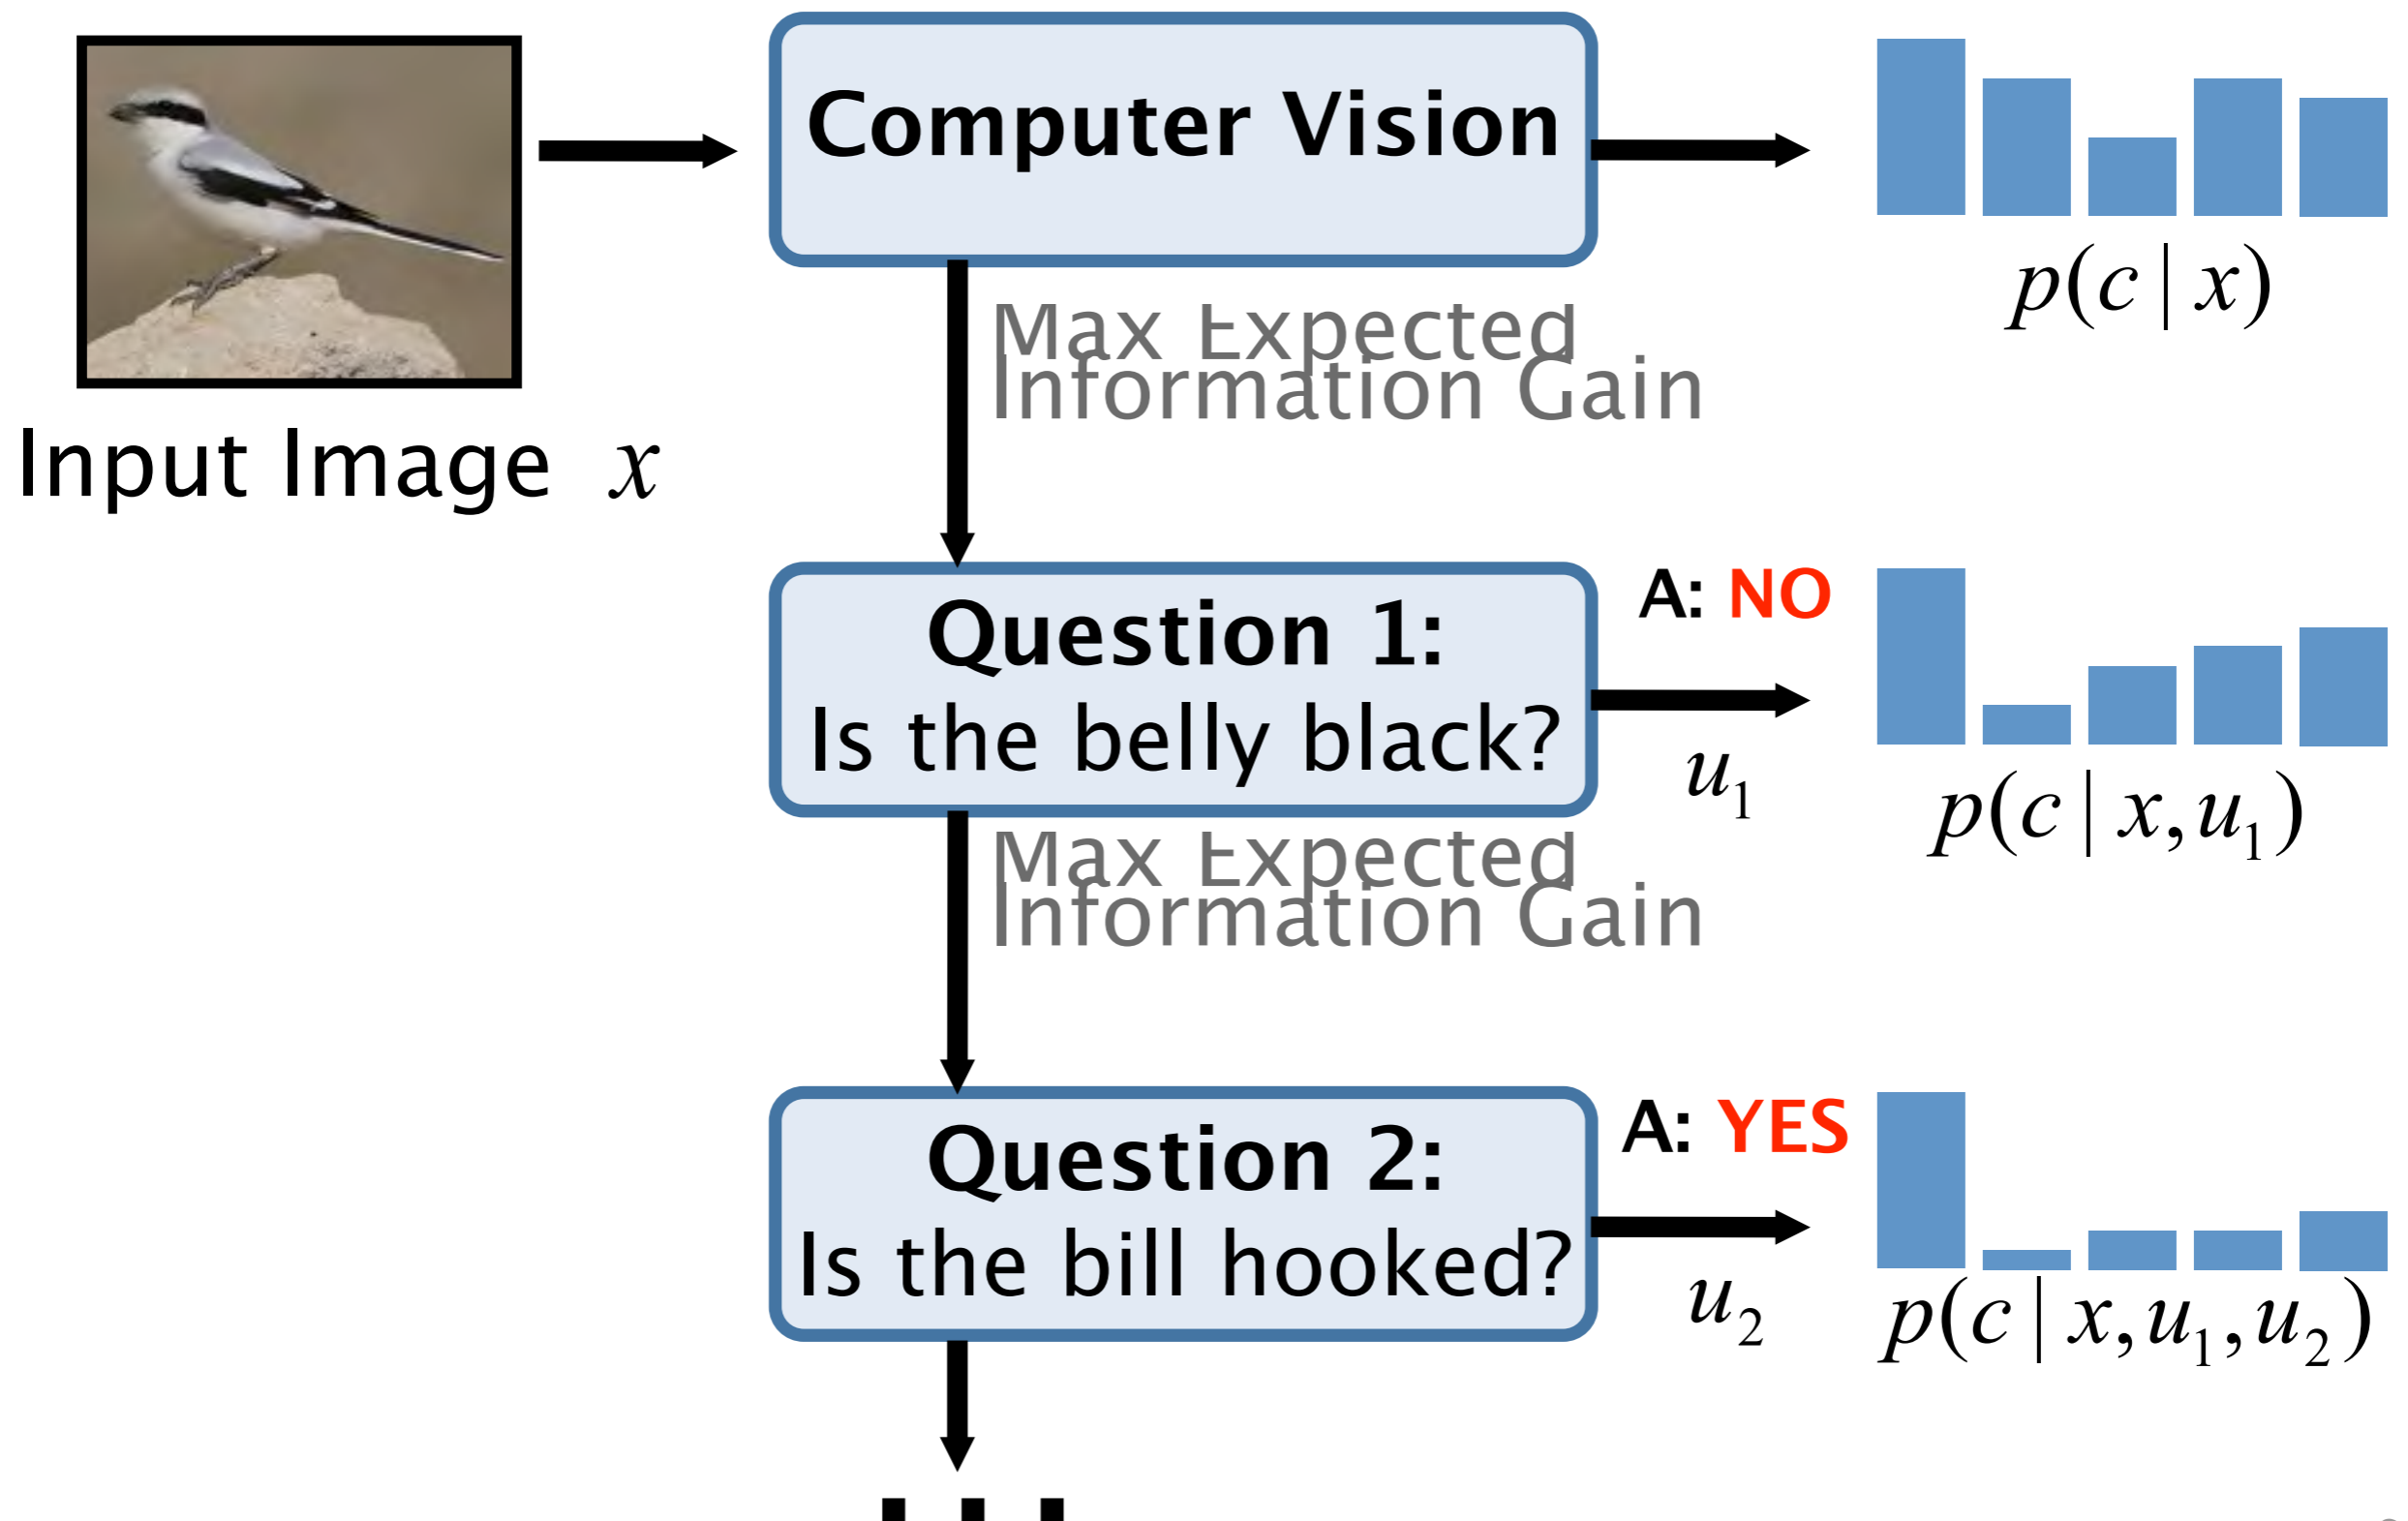 Computer Vision
p(c | x)
Max Expected
Information Gain
Input Image x
Question 1:
Is the belly black?
A: NO
u1
p(c | x, u1)
Max Expected
Information Gain
Question 2:
Is the bill hooked?
A: YES
u2
p(c | x, u1, u2)
...